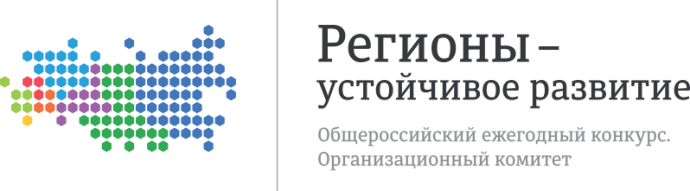 Регионы –
устойчивое развитие
Общероссийский ежегодный конкурс.
Организационный комитет